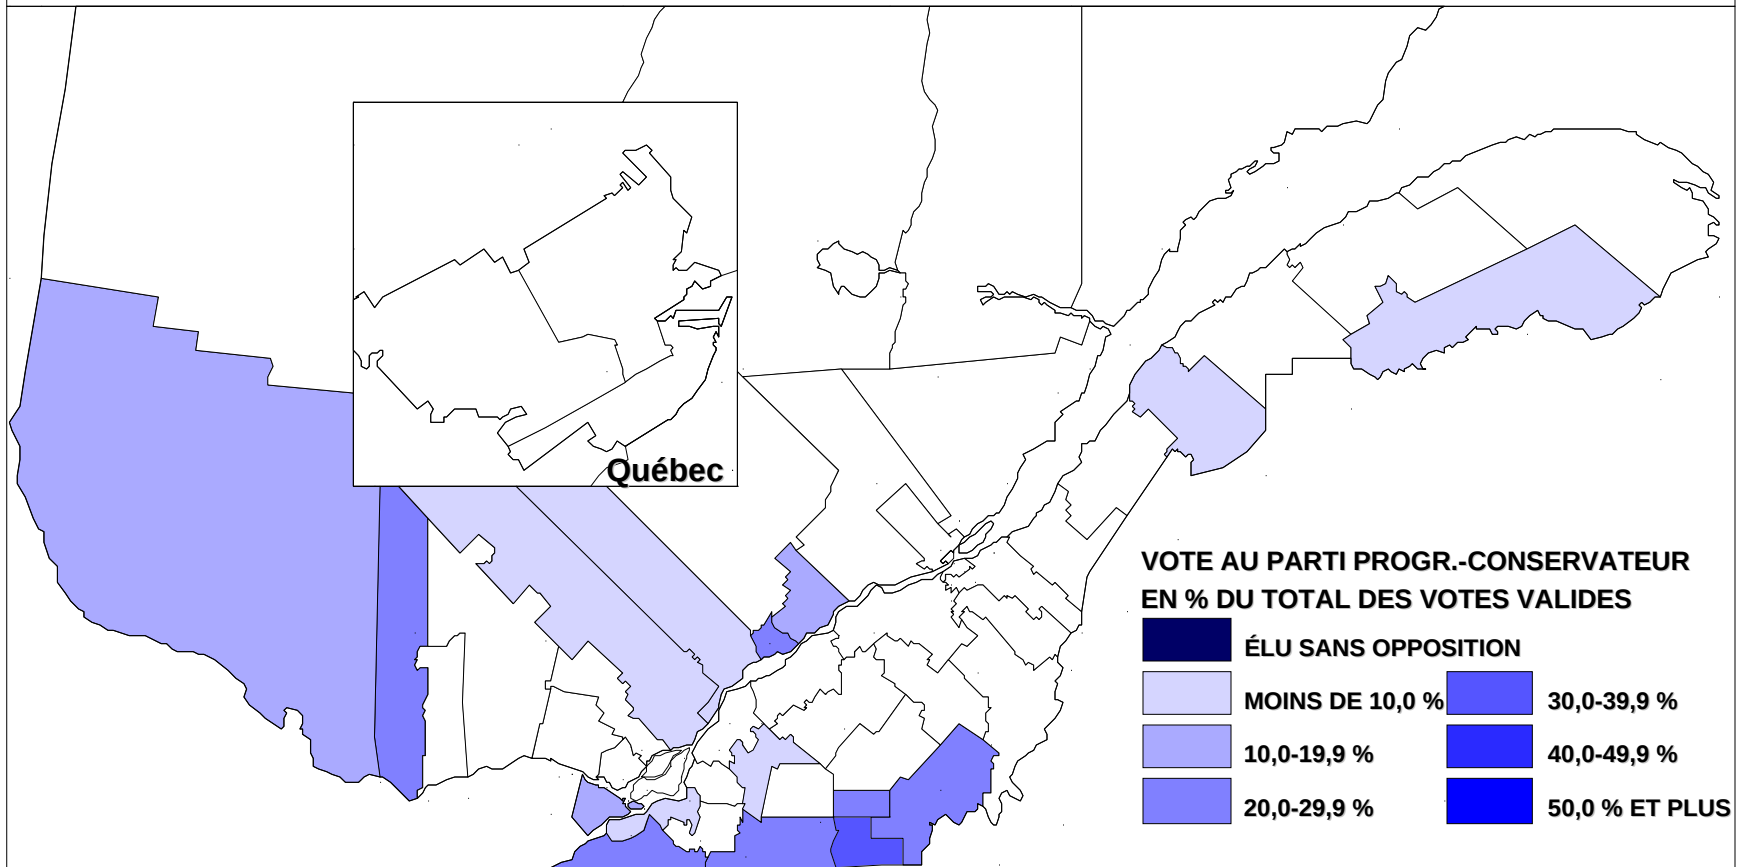 Québec
VOTE AU PARTI PROGR.-CONSERVATEUR
EN % DU TOTAL DES VOTES VALIDES
ÉLU SANS OPPOSITION
MOINS DE 10,0 %
30,0-39,9 %
10,0-19,9 %
40,0-49,9 %
20,0-29,9 %
50,0 % ET PLUS